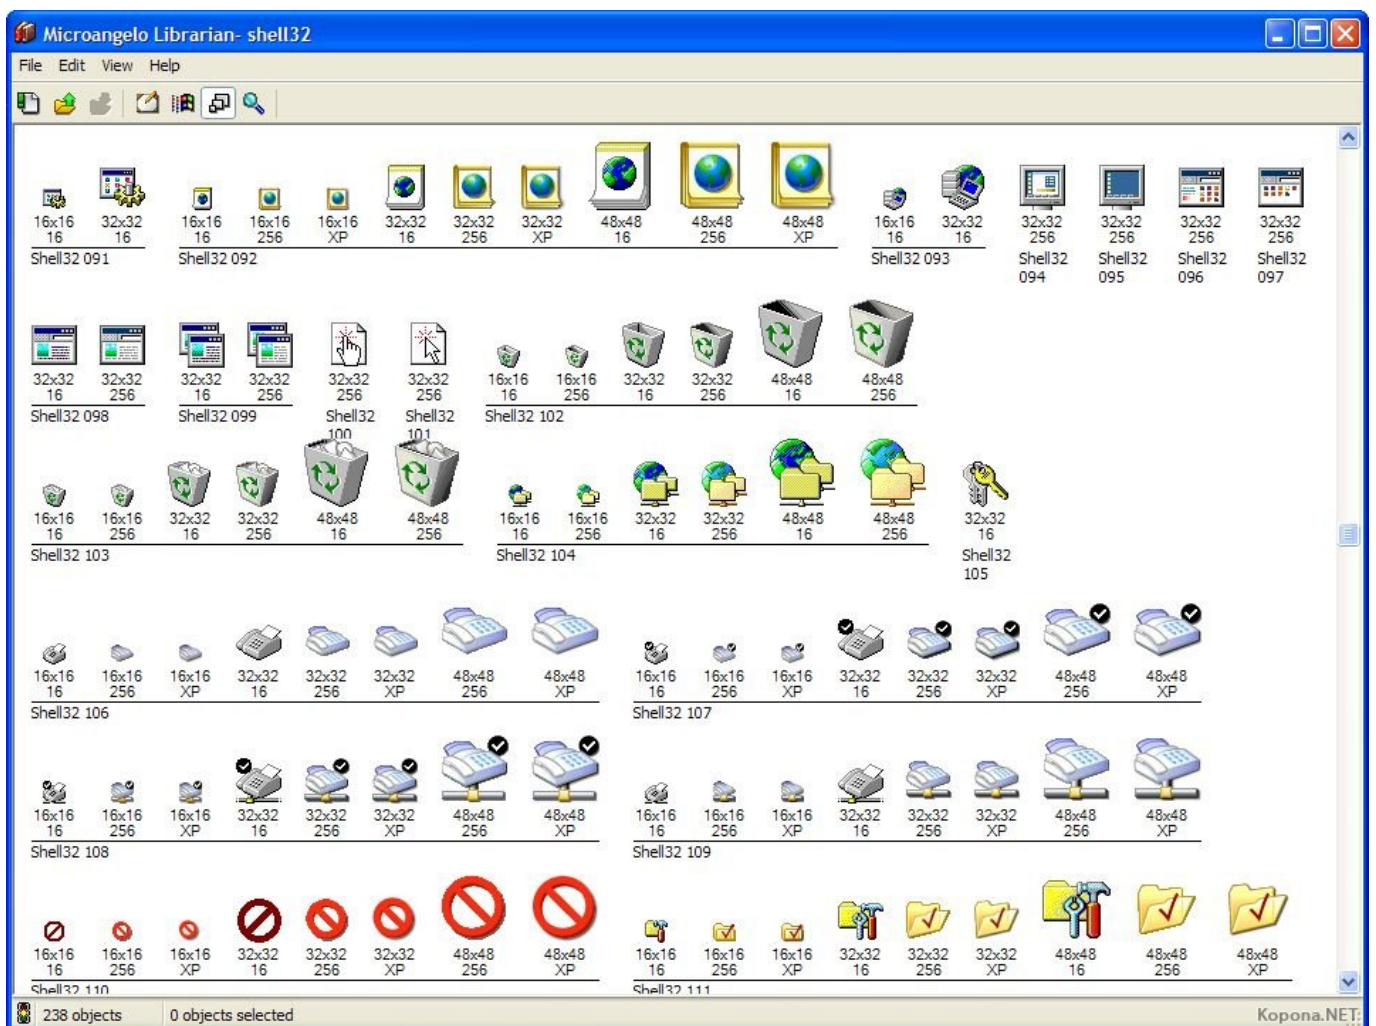 Microangelo Librarian- shell32
File Edit View Help
16x16 32x32 16x16 16x16 16x16 32x32 32x32 32x32 48x48 48x48 48x48 16x16 32x32 32x32 32x32 32x32 32x32
16 16 16 256 XP 16 256 XP 16 256 XP 16 16 256 256 256 256
Shell32 091 Shell32 092 Shell32 093 Shell32 Shell32 Shell32 Shell32
094 095 096 097
32x32 32x32 32x32 32x32 32x32 32x32 16x16 16x16 32x32 32x32 48x48 48x48
16 256 16 256 256 256 16 256 16 256 16 256
Shell32 098 Shell32 099 Shell32 Shell32 Shell32 102
100 101
16x16 16x16 32x32 32x32 48x48 48x48 16x16 16x16 32x32 32x32 48x48 48x48 32x32
16 256 16 256 16 256 16 256 16 256 16 256 16
Shell32 103 Shell32 104 Shell32
105
16x16 16x16 16x16 32x32 32x32 32x32 48x48 48x48 16x16 16x16 16x16 32x32 32x32 32x32 48x48 48x48
16 256 XP 16 256 XP 256 XP 16 256 XP 16 256 XP 256 XP
Shell32 106 Shell32 107
16x16 16x16 16x16 32x32 32x32 32x32 48x48 48x48 16x16 16x16 16x16 32x32 32x32 32x32 48x48 48x48
16 256 XP 16 256 XP 256 XP 16 256 XP 16 256 XP 256 XP
Shell32 108 Shell32 109
16x16 16x16 16x16 32x32 32x32 32x32 48x48 48x48 16x16 16x16 16x16 32x32 32x32 32x32 48x48 48x48 48x48
16 256 XP 16 256 XP 256 XP 16 256 XP 16 256 XP 16 256 XP
Shell32 110 Shell32 111
238 objects 0 objects selected Kopona.NET